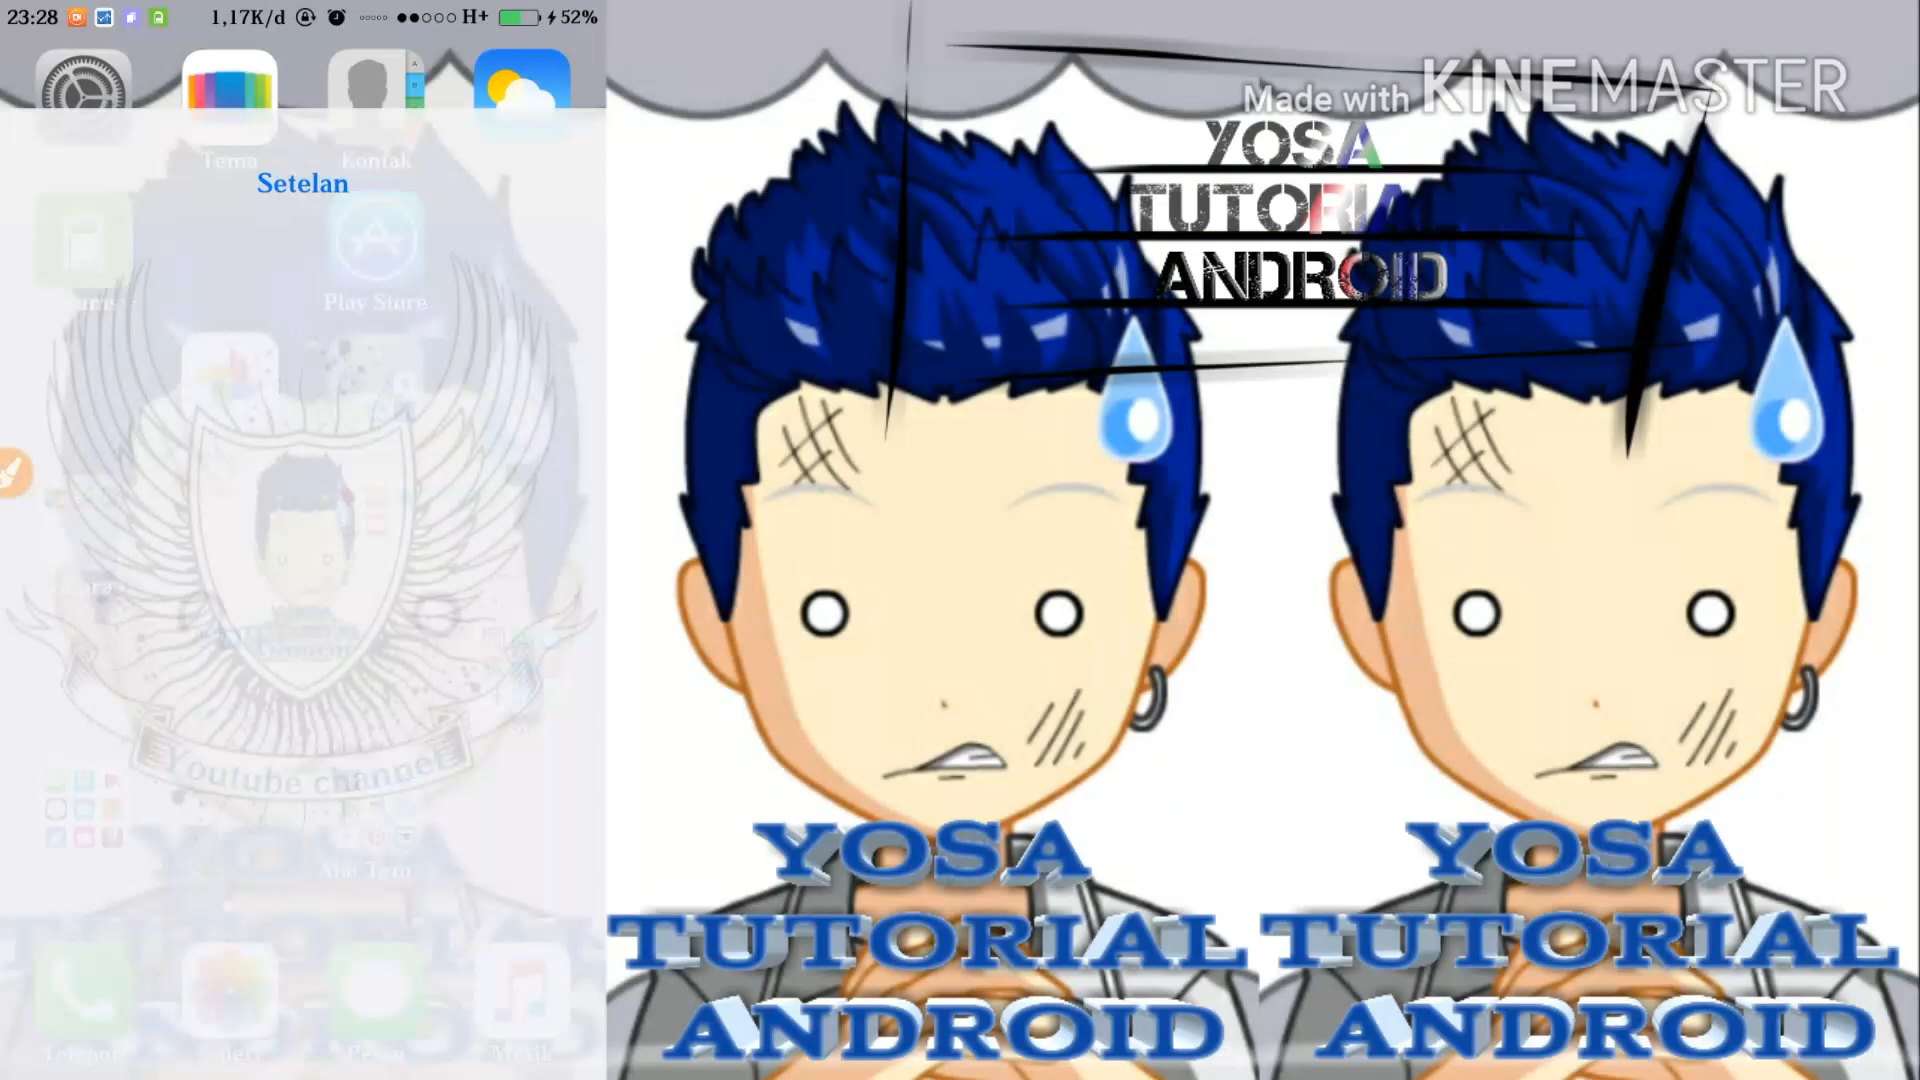 23:28 1,17K/d H+ 52%
Tema Kontak
Setelan
Play Store
Youtube channel
Made with KINEMASTER
YOSA
TUTORIAL
ANDROID
YOSA
TUTORIAL
ANDROID
YOSA
TUTORIAL
ANDROID